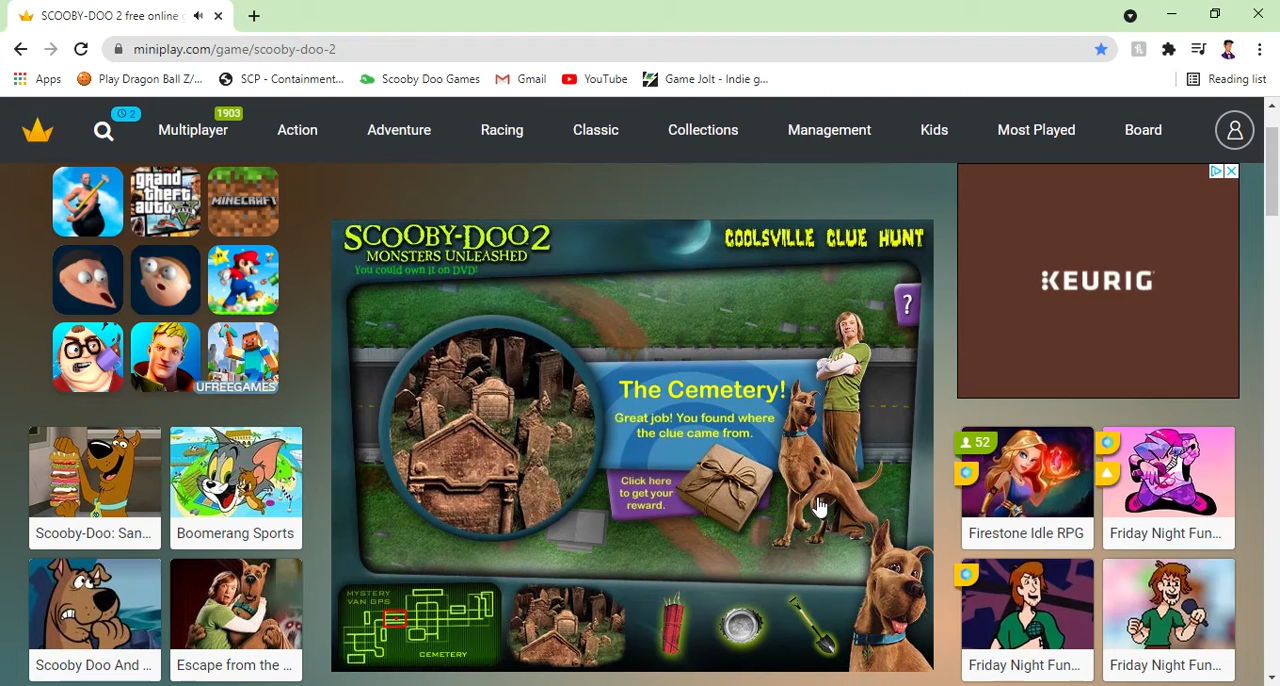 SCOOBY-DOO 2 free online g
miniplay.com/game/scooby-doo-2
Apps
Play Dragon Ball Z/...
SCP - Containment...
Scooby Doo Games
Gmail
YouTube
Game Jolt - Indie g...
Reading list
2
Multiplayer
1903
Action
Adventure
Racing
Classic
Collections
Management
Kids
Most Played
Board
grand
theft
auto V
MINECRAFT
UFREEGAMES
Scooby-Doo: San...
Boomerang Sports
Scooby Doo And ...
Escape from the ...
SCOOBY-DOO 2
MONSTERS UNLEASHED
You could own it on DVD!
COOLSVILLE CLUE HUNT
?
The Cemetery!
Great job! You found where
the clue came from.
Click here
to get your
reward.
MYSTERY
VAN GPS
CEMETERY
KEURIG
52
Firestone Idle RPG
Friday Night Fun...
Friday Night Fun...
Friday Night Fun...